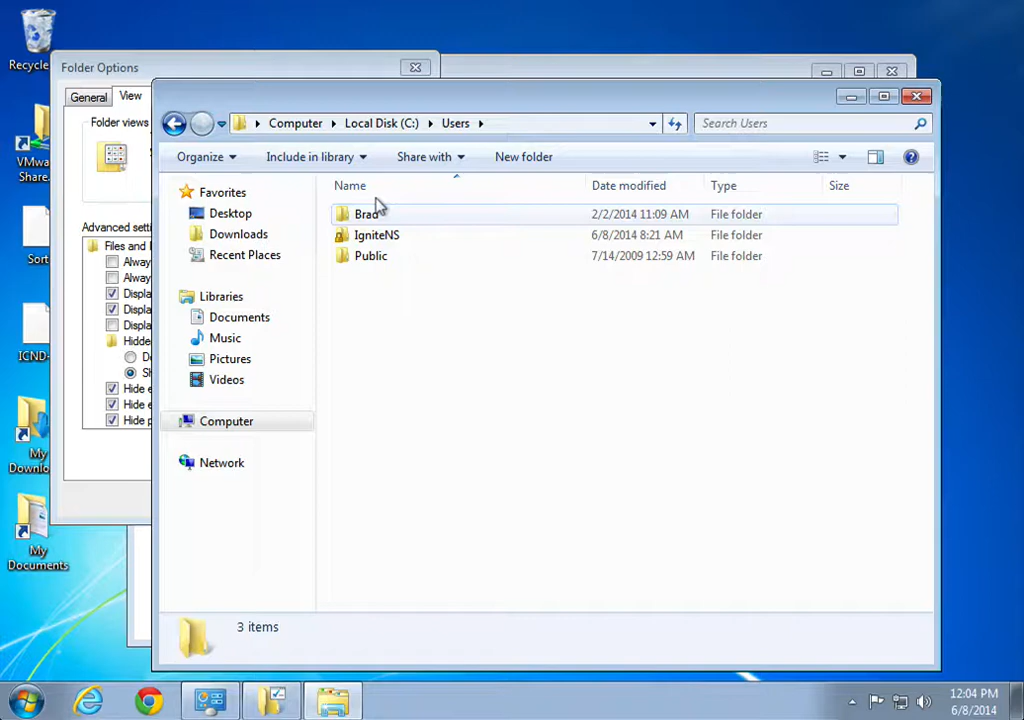 Recycle
Folder Options
General
View
Folder views
Advanced setti
Files and
Alway
Alway
Displa
Displa
Displa
Hidde
D
Sh
Hide e
Hide e
Hide p
VMwa
Share.
Sort
ICND-
My
Downlo
My
Documents
Computer
Local Disk (C:)
Users
Search Users
Organize
Include in library
Share with
New folder
Name
Date modified
Type
Size
Favorites
Desktop
Downloads
Recent Places
Libraries
Documents
Music
Pictures
Videos
Computer
Network
Brad
2/2/2014 11:09 AM
File folder
IgniteNS
6/8/2014 8:21 AM
File folder
Public
7/14/2009 12:59 AM
File folder
3 items
12:04 PM
6/8/2014